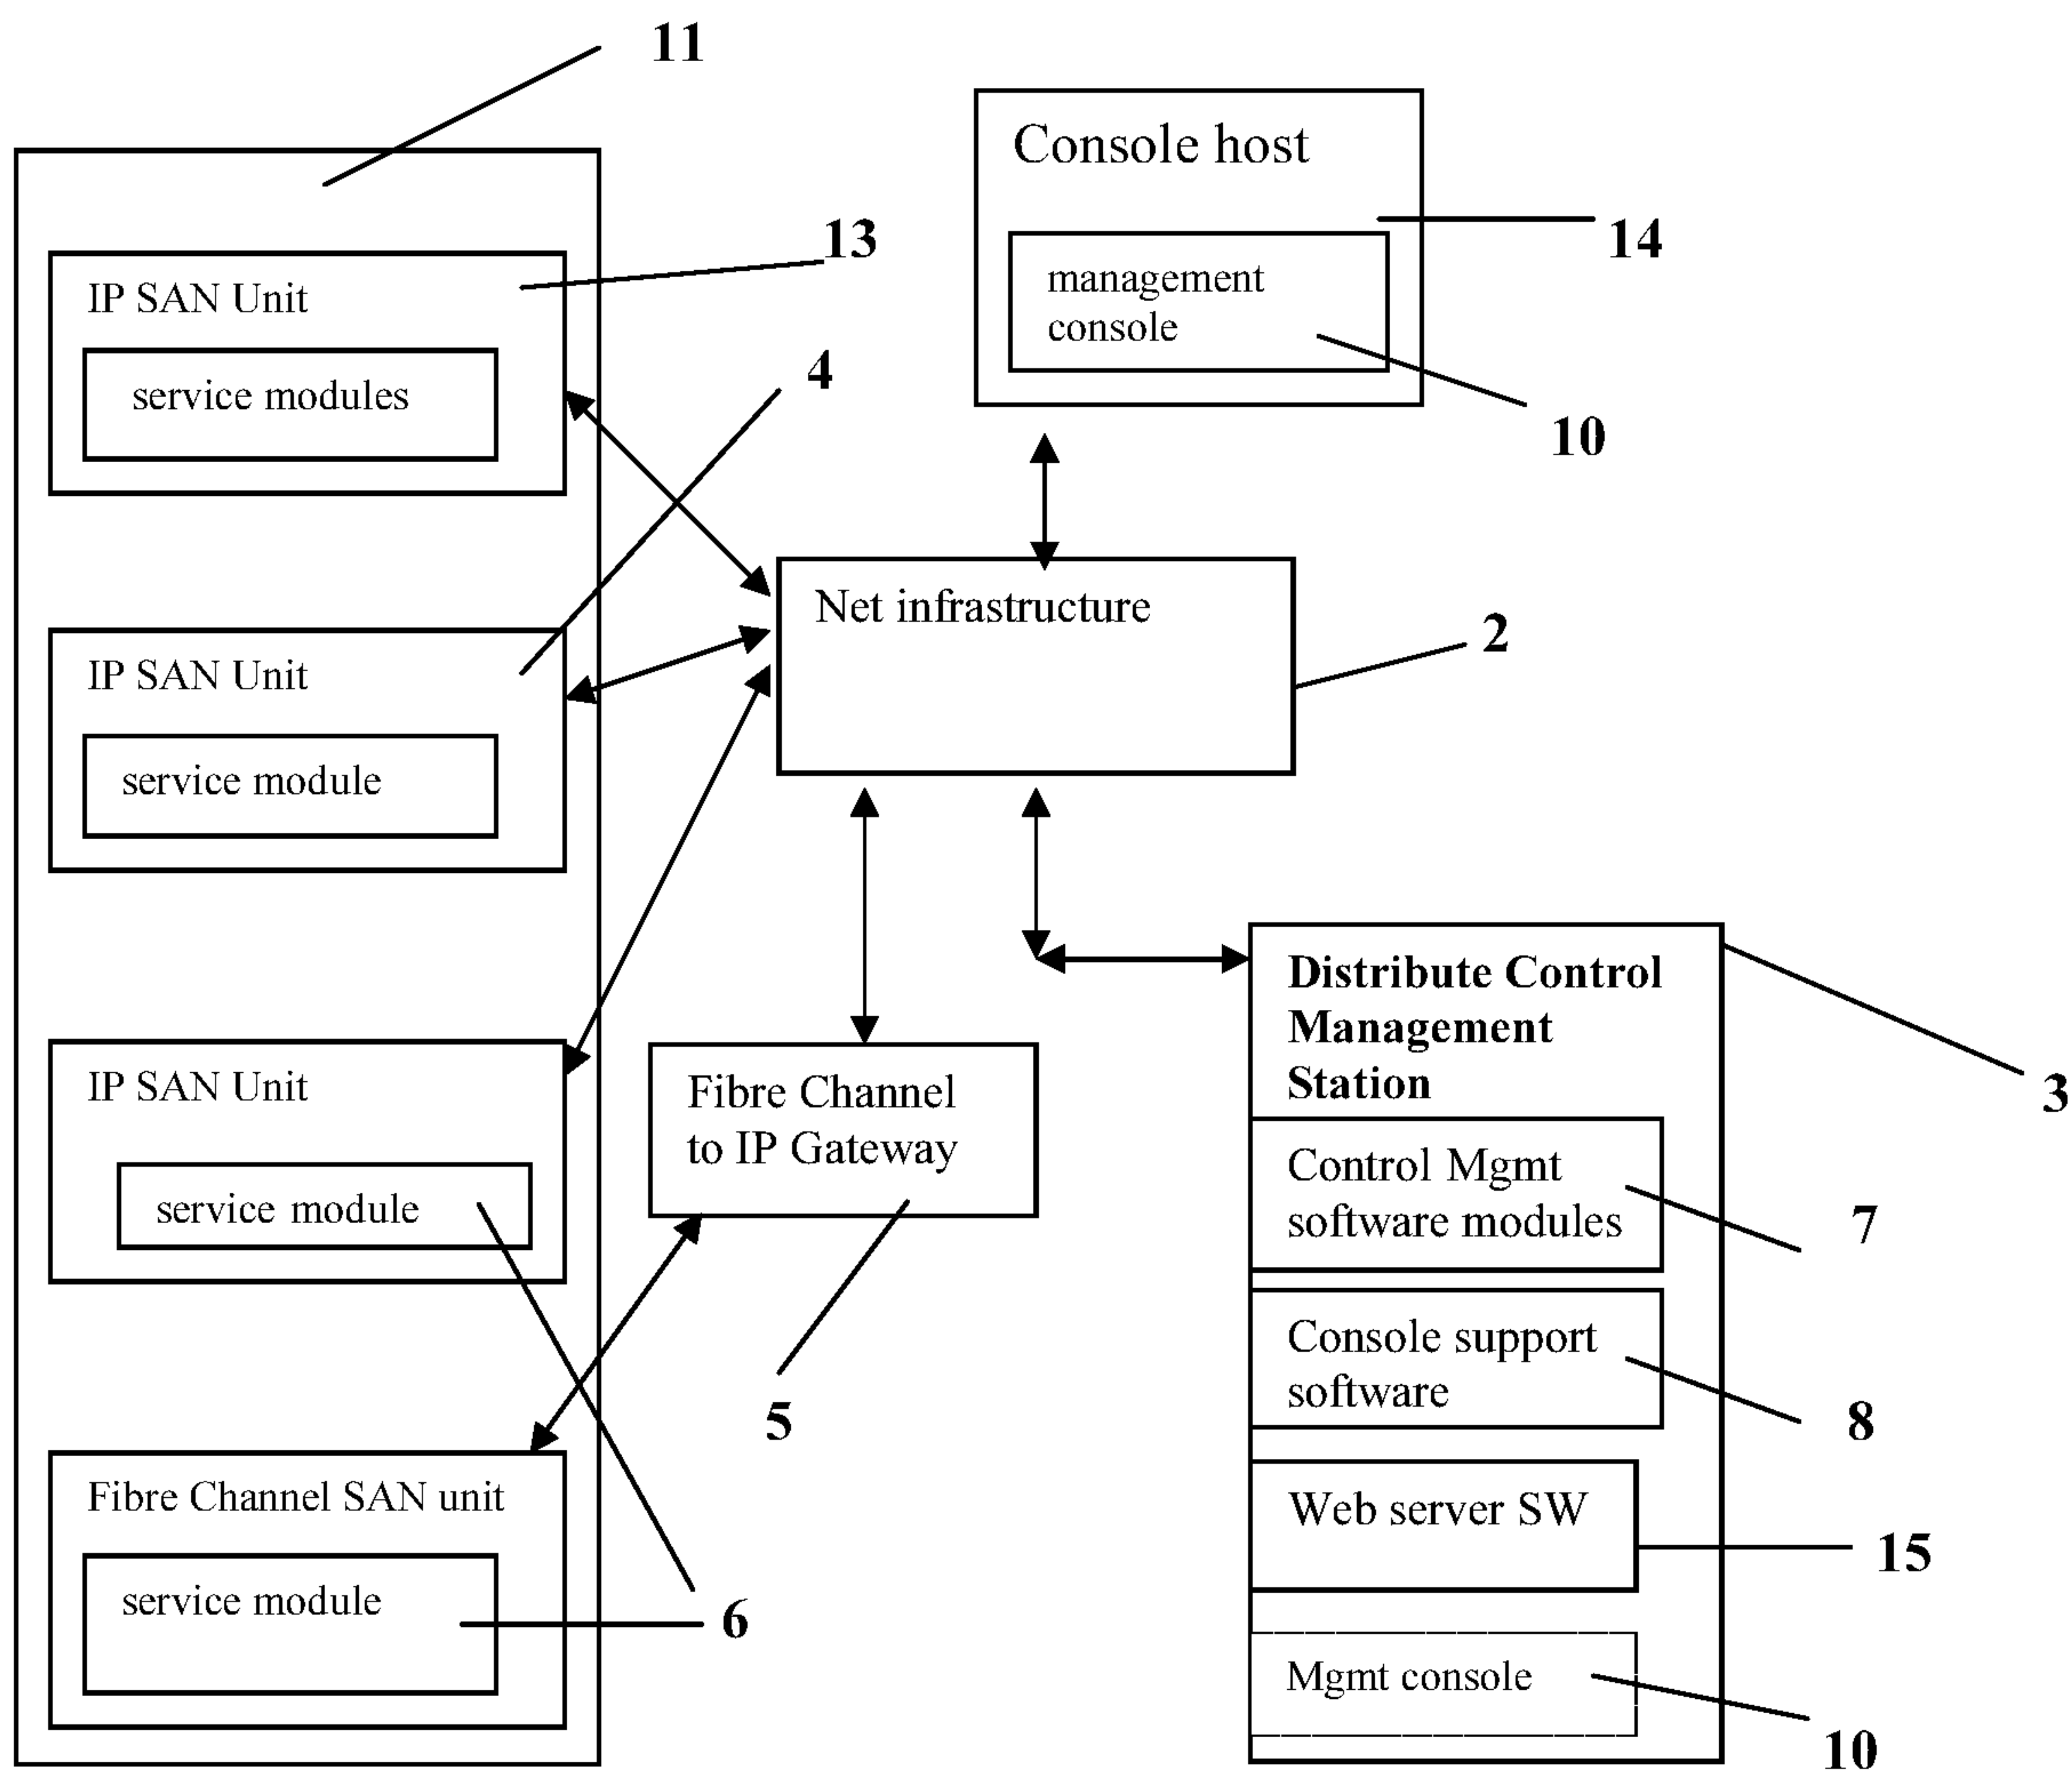 11
Console host
14
management
console
10
13
IP SAN Unit
service modules
4
Net infrastructure
2
IP SAN Unit
service module
Distribute Control
Management
Station
3
IP SAN Unit
service module
Fibre Channel
to IP Gateway
5
Control Mgmt
software modules
7
Console support
software
8
Fibre Channel SAN unit
service module
6
Web server SW
15
Mgmt console
10